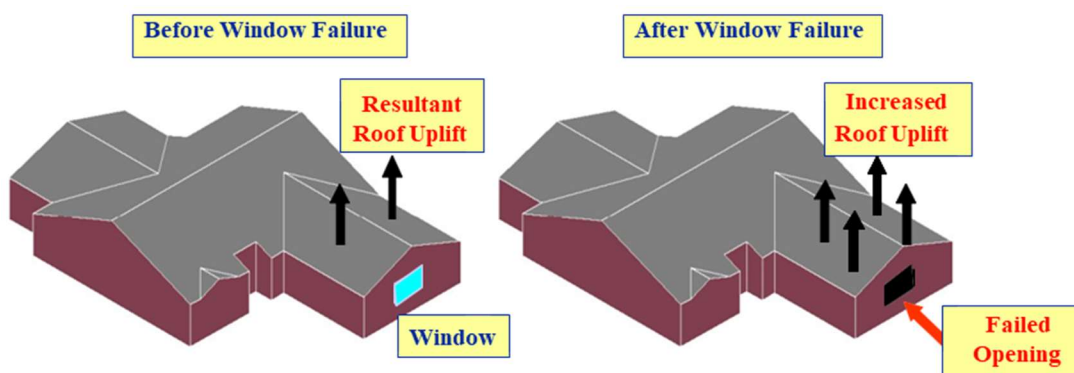 Before Window Failure
After Window Failure
Resultant
Roof Uplift
Increased
Roof Uplift
Window
Failed
Opening